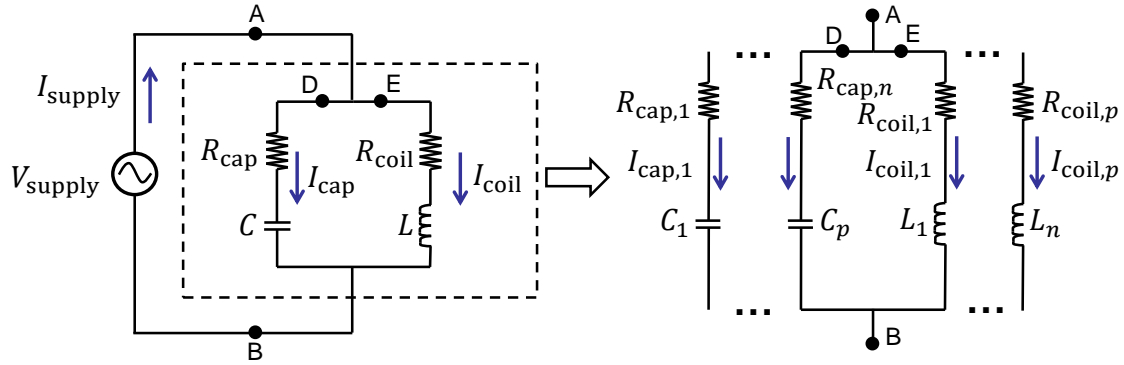 A
I_supply
V_supply
D E
R_cap
R_coil
I_cap
I_coil
C
L
B
A
... D E ...
R_cap,1
R_cap,n
R_coil,1
R_coil,p
I_cap,1
I_coil,1
I_coil,p
C_1
C_p
L_1
L_n
... ...
B